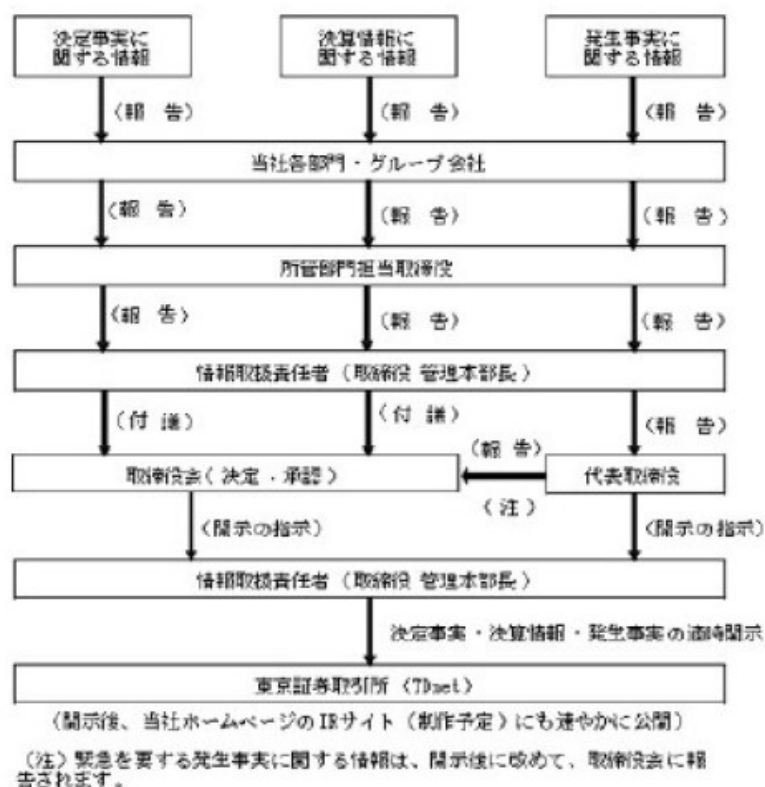 決定事実に
関する情報
決算情報に
関する情報
発生事実に
関する情報
(報 告)
(報 告)
(報 告)
当社各部門・グループ会社
(報 告)
(報 告)
(報 告)
所管部門担当取締役
(報 告)
(報 告)
(報 告)
情報取扱責任者(取締役 管理本部長)
(付 議)
(付 議)
(報 告)
(報 告)
取締役会(決定・承認)
代表取締役
(注)
(開示の指示)
(開示の指示)
情報取扱責任者(取締役 管理本部長)
決定事実・決算情報・発生事実の適時開示
東京証券取引所(TDnet)
(開示後、当社ホームページのIRサイト(制作予定)にも速やかに公開)
(注)緊急を要する発生事実に関する情報は、開示後に改めて、取締役会に報
告されます。